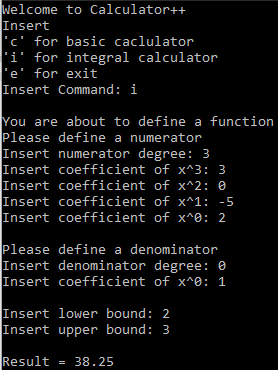 Welcome to Calculator++
Insert
'c' for basic caclulator
'i' for integral calculator
'e' for exit
Insert Command: i
You are about to define a function
Please define a numerator
Insert numerator degree: 3
Insert coefficient of x^3: 3
Insert coefficient of x^2: 0
Insert coefficient of x^1: -5
Insert coefficient of x^0: 2
Please define a denominator
Insert denominator degree: 0
Insert coefficient of x^0: 1
Insert lower bound: 2
Insert upper bound: 3
Result = 38.25